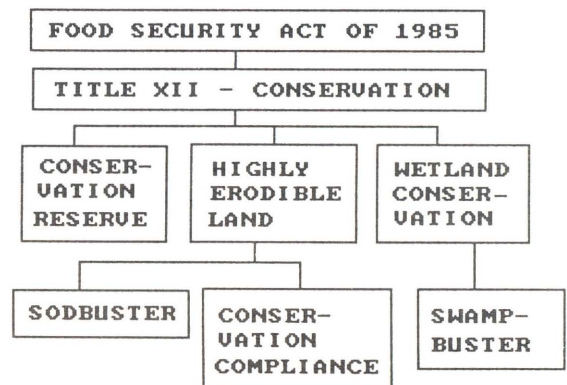 FOOD SECURITY ACT OF 1985
TITLE XII - CONSERVATION
CONSER-
VATION
RESERVE
HIGHLY
ERODIBLE
LAND
WETLAND
CONSER-
VATION
SODBUSTER
CONSER-
VATION
COMPLIANCE
SWAMP-
BUSTER